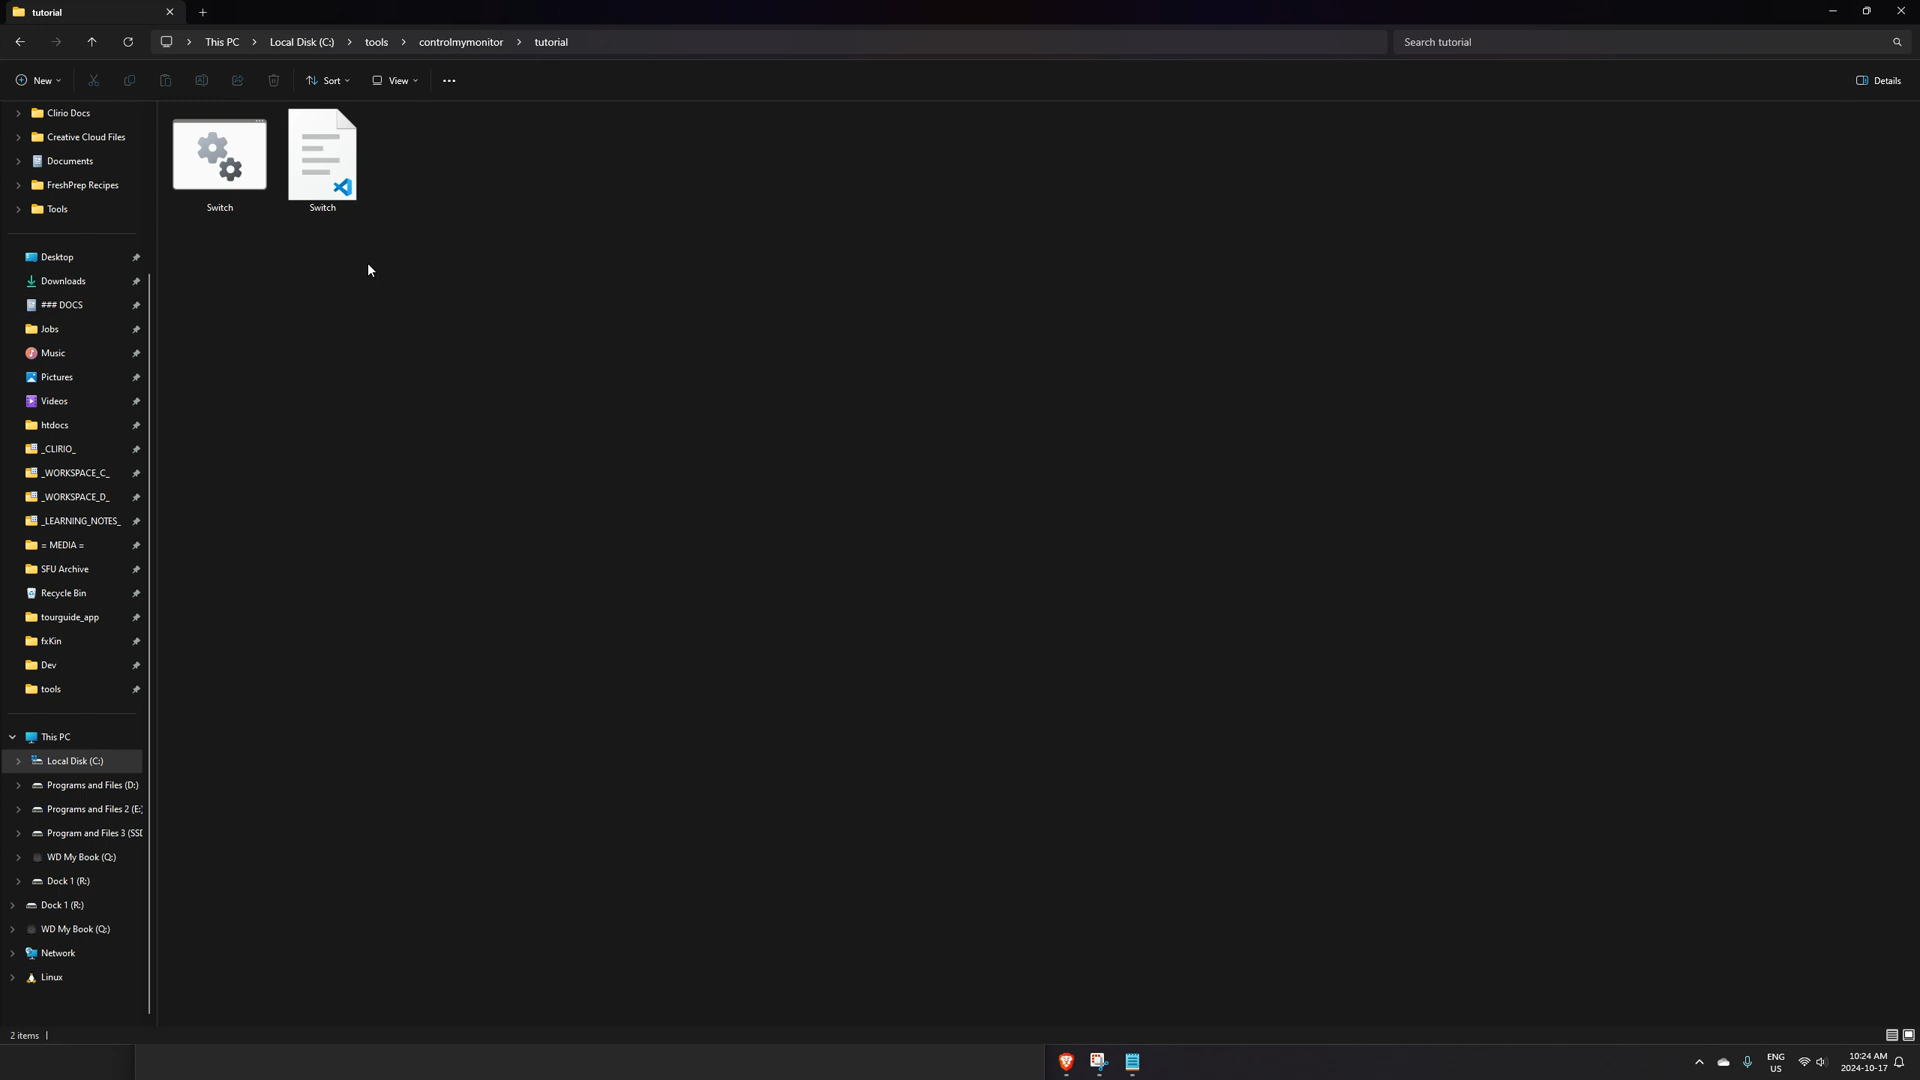 tutorial
This PC
Local Disk (C:)
tools
controlmymonitor
tutorial
Search tutorial
New
Sort
View
Details
Clirio Docs
Creative Cloud Files
Documents
FreshPrep Recipes
Tools
Desktop
Downloads
### DOCS
Jobs
Music
Pictures
Videos
htdocs
_CLIRIO_
_WORKSPACE_C_
_WORKSPACE_D_
_LEARNING_NOTES_
= MEDIA =
SFU Archive
Recycle Bin
tourguide_app
fxKin
Dev
tools
This PC
Local Disk (C:)
Programs and Files (D:)
Programs and Files 2 (E:)
Program and Files 3 (SSD
WD My Book (Q:)
Dock 1 (R:)
Dock 1 (R:)
WD My Book (Q:)
Network
Linux
Switch
Switch
2 items
ENG
US
10:24 AM
2024-10-17